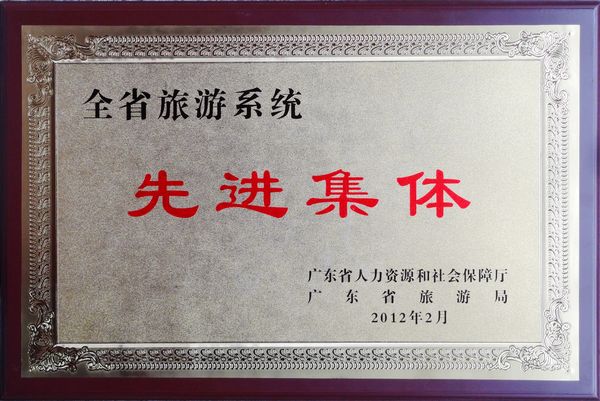 全省旅游系统
先进集体
广东省人力资源和社会保障厅
广东省旅游局
2012年2月